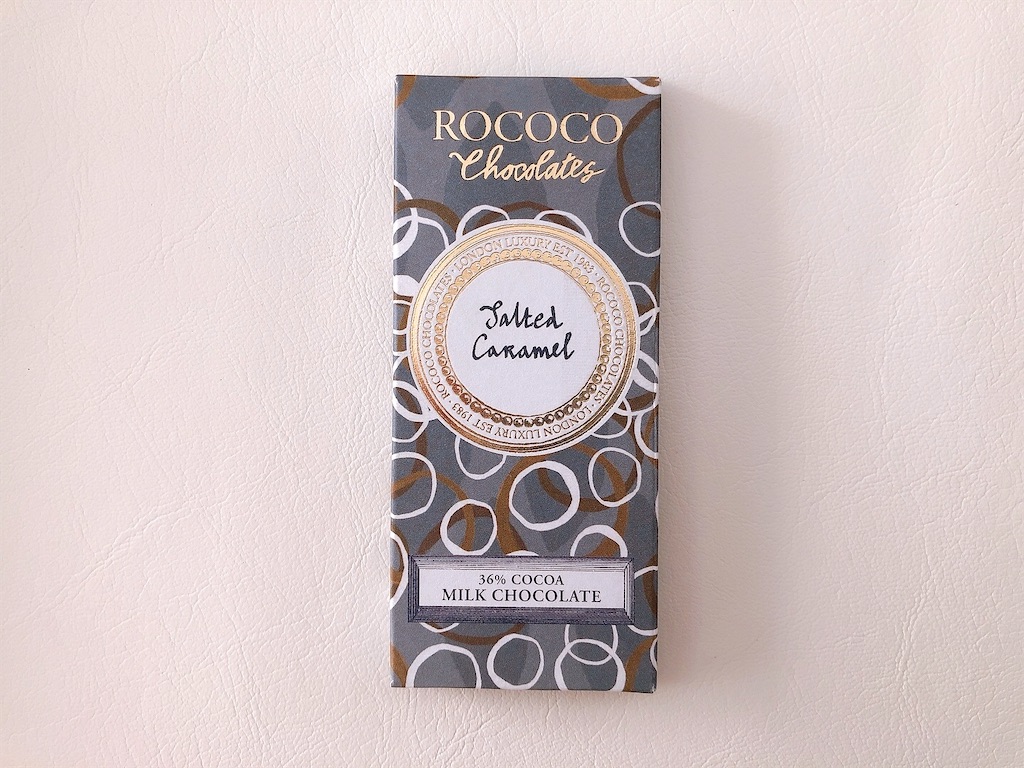 ROCOCO
Chocolates
ROCOCO CHOCOLATES · LONDON LUXURY EST 1983 · ROCOCO CHOCOLATES · LONDON LUXURY EST 1983 ·
Salted
Caramel
36% COCOA
MILK CHOCOLATE